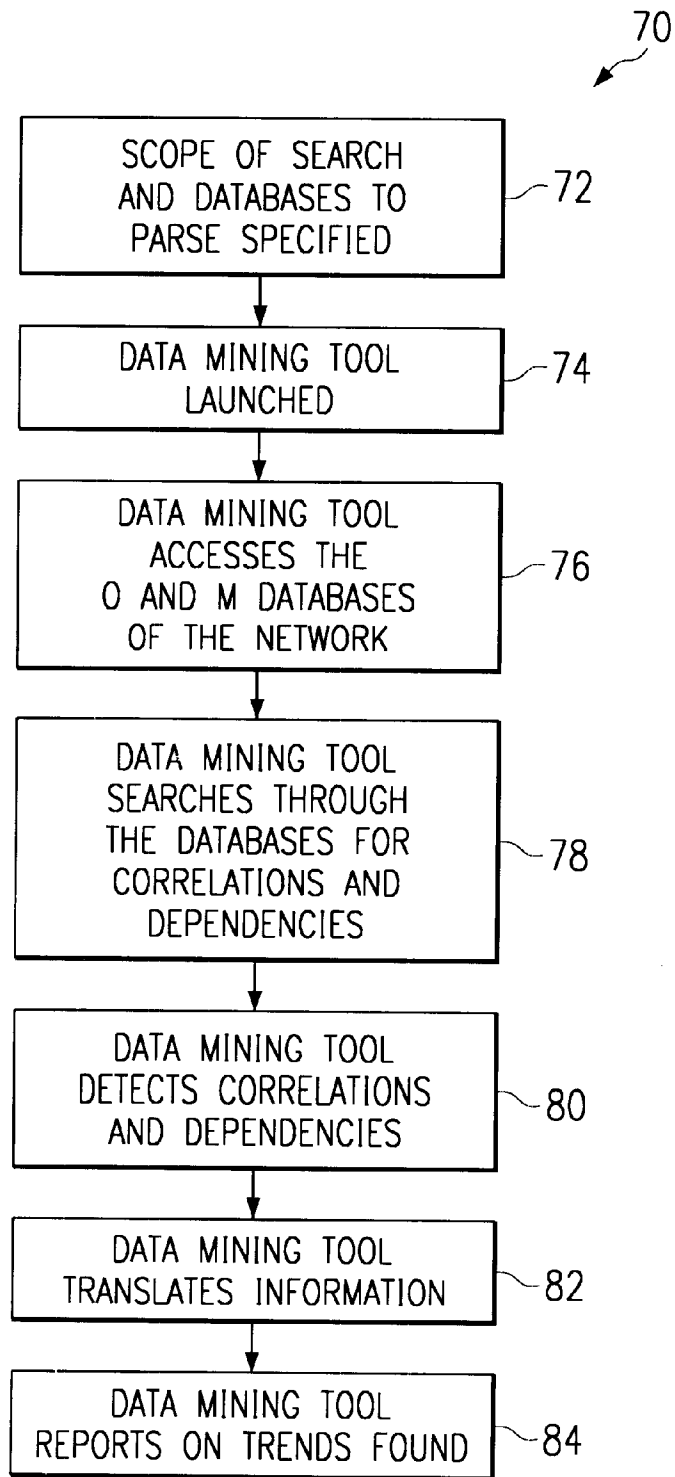 70
SCOPE OF SEARCH
AND DATABASES TO
PARSE SPECIFIED
72
DATA MINING TOOL
LAUNCHED
74
DATA MINING TOOL
ACCESSES THE
O AND M DATABASES
OF THE NETWORK
76
DATA MINING TOOL
SEARCHES THROUGH
THE DATABASES FOR
CORRELATIONS AND
DEPENDENCIES
78
DATA MINING TOOL
DETECTS CORRELATIONS
AND DEPENDENCIES
80
DATA MINING TOOL
TRANSLATES INFORMATION
82
DATA MINING TOOL
REPORTS ON TRENDS FOUND
84